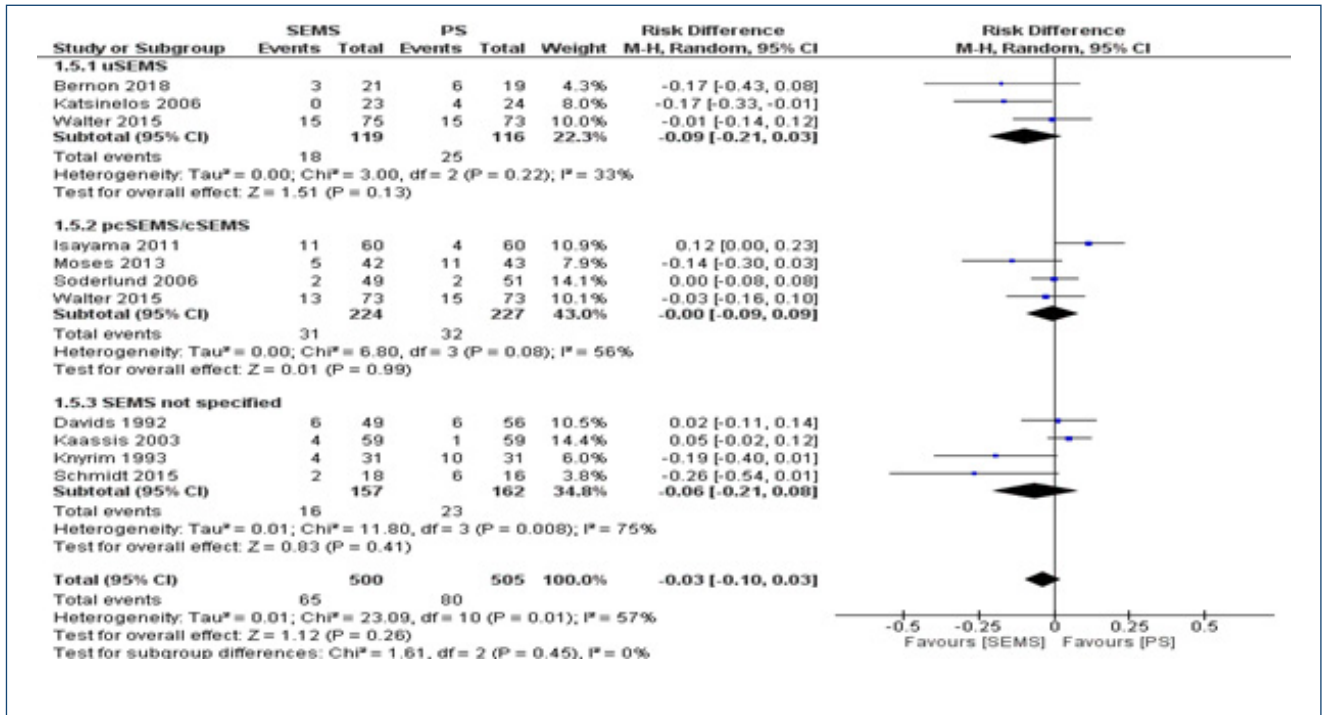 SEMS PS Risk Difference Risk Difference
Study or Subgroup Events Total Events Total Weight M-H, Random, 95% CI M-H, Random, 95% CI
1.5.1 uSEMS
Bernon 2018 3 21 6 19 4.3% -0.17 [-0.43, 0.08]
Katsinelos 2006 0 23 4 24 8.0% -0.17 [-0.33, -0.01]
Walter 2015 15 75 15 73 10.0% -0.01 [-0.14, 0.12]
Subtotal (95% CI) 119 116 22.3% -0.09 [-0.21, 0.03]
Total events 18 25
Heterogeneity: Tau² = 0.00; Chi² = 3.00, df = 2 (P = 0.22); I² = 33%
Test for overall effect: Z = 1.51 (P = 0.13)
1.5.2 pcSEMS/cSEMS
Isayama 2011 11 60 4 60 10.9% 0.12 [0.00, 0.23]
Moses 2013 5 42 11 43 7.9% -0.14 [-0.30, 0.03]
Soderlund 2006 2 49 2 51 14.1% 0.00 [-0.08, 0.08]
Walter 2015 13 73 15 73 10.1% -0.03 [-0.16, 0.10]
Subtotal (95% CI) 224 227 43.0% -0.00 [-0.09, 0.09]
Total events 31 32
Heterogeneity: Tau² = 0.00; Chi² = 6.80, df = 3 (P = 0.08); I² = 56%
Test for overall effect: Z = 0.01 (P = 0.99)
1.5.3 SEMS not specified
Davids 1992 6 49 6 56 10.5% 0.02 [-0.11, 0.14]
Kaassis 2003 4 59 1 59 14.4% 0.05 [-0.02, 0.12]
Knyrim 1993 4 31 10 31 6.0% -0.19 [-0.40, 0.01]
Schmidt 2015 2 18 6 16 3.8% -0.26 [-0.54, 0.01]
Subtotal (95% CI) 157 162 34.8% -0.06 [-0.21, 0.08]
Total events 16 23
Heterogeneity: Tau² = 0.01; Chi² = 11.80, df = 3 (P = 0.008); I² = 75%
Test for overall effect: Z = 0.83 (P = 0.41)
Total (95% CI) 500 505 100.0% -0.03 [-0.10, 0.03]
Total events 65 80
Heterogeneity: Tau² = 0.01; Chi² = 23.09, df = 10 (P = 0.01); I² = 57%
Test for overall effect: Z = 1.12 (P = 0.26)
Test for subgroup differences: Chi² = 1.61, df = 2 (P = 0.45), I² = 0%
-0.5 -0.25 0 0.25 0.5
Favours [SEMS] Favours [PS]